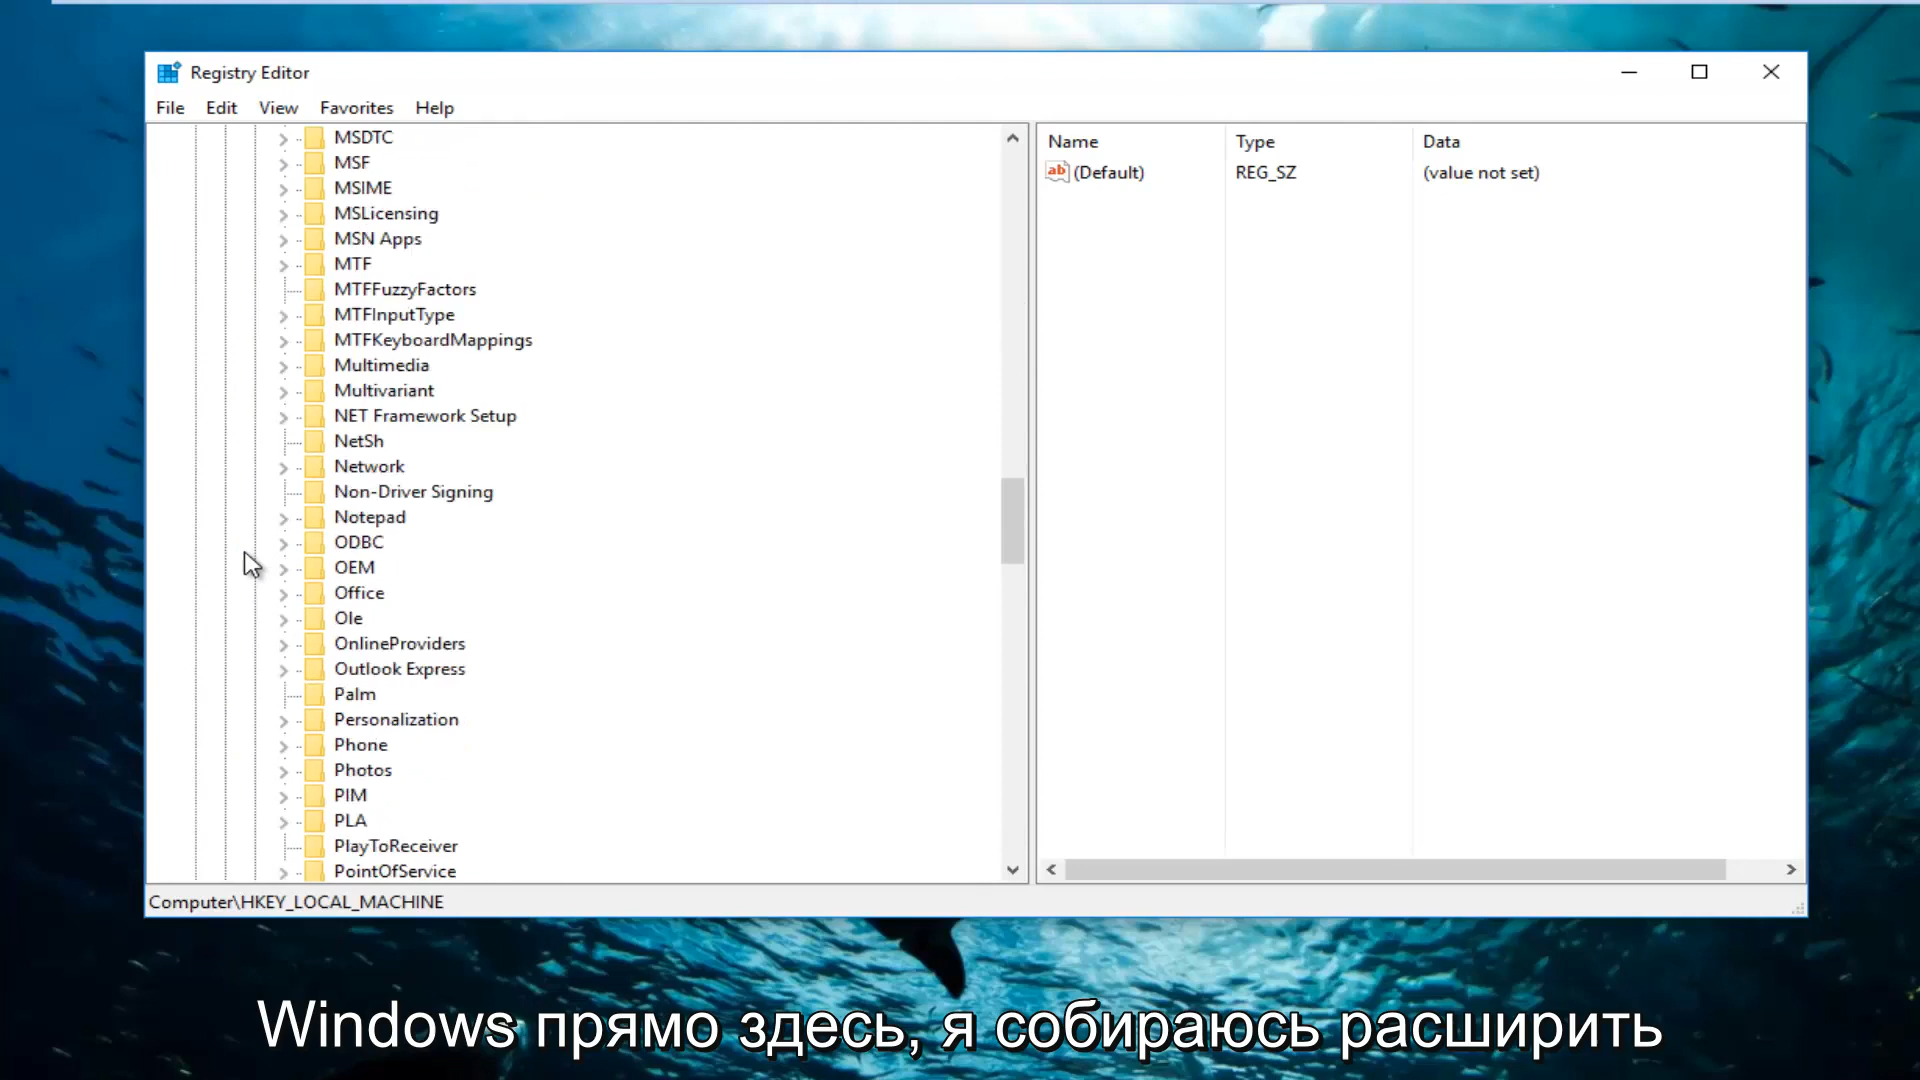 Registry Editor
File Edit View Favorites Help
MSDTC
MSF
MSIME
MSLicensing
MSN Apps
MTF
MTFFuzzyFactors
MTFInputType
MTFKeyboardMappings
Multimedia
Multivariant
NET Framework Setup
NetSh
Network
Non-Driver Signing
Notepad
ODBC
OEM
Office
Ole
OnlineProviders
Outlook Express
Palm
Personalization
Phone
Photos
PIM
PLA
PlayToReceiver
PointOfService
Name Type Data
ab (Default) REG_SZ (value not set)
Computer\HKEY_LOCAL_MACHINE
Windows прямо здесь, я собираюсь расширить